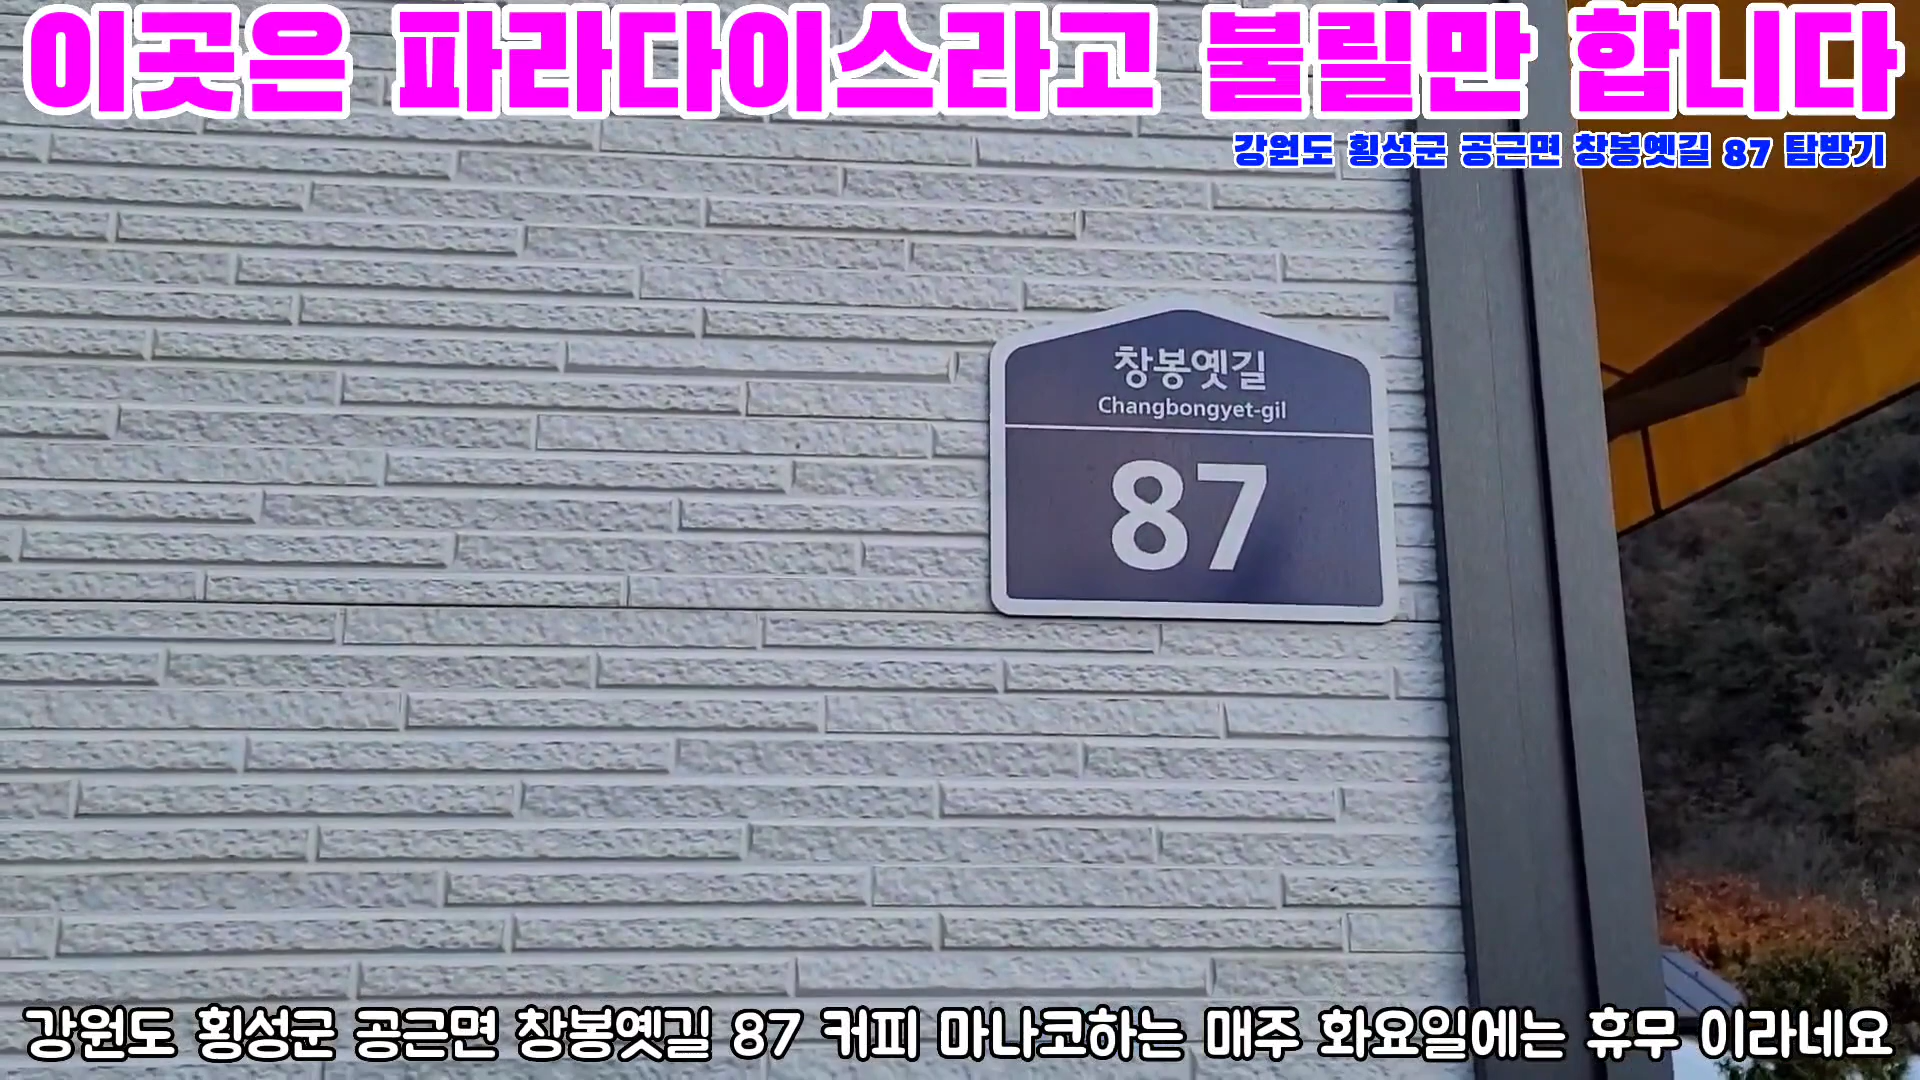 이곳은 파라다이스라고 불릴만 합니다
강원도 횡성군 공근면 창봉옛길 87 탐방기
창봉옛길
Changbongyet-gil
87
강원도 횡성군 공근면 창봉옛길 87 커피 마나코하는 매주 화요일에는 휴무 이라네요